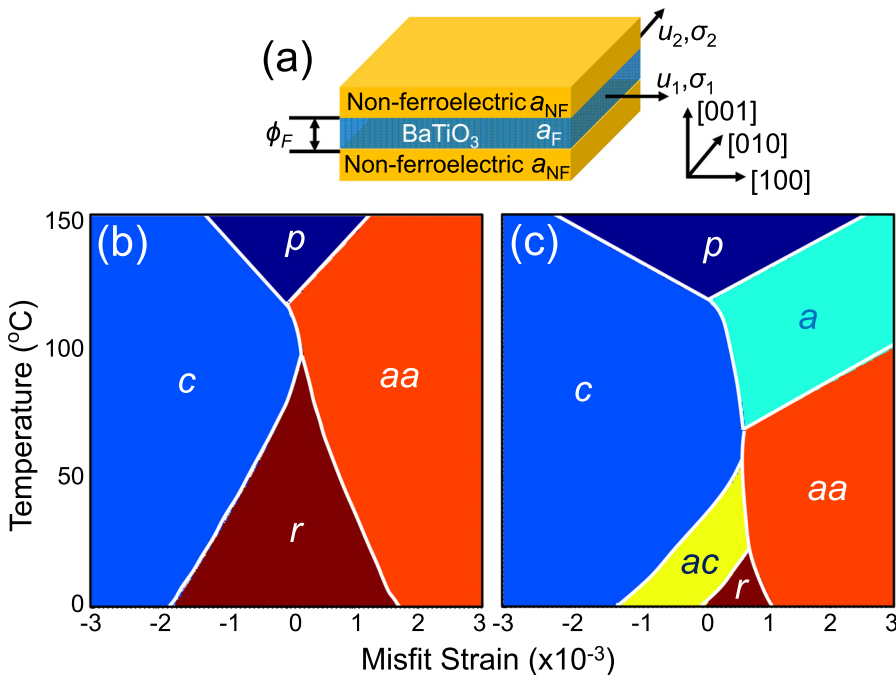 (a)
u₂,σ₂
u₁,σ₁
Non-ferroelectric aNF
ϕF
BaTiO₃ aF
Non-ferroelectric aNF
[001]
[010]
[100]
(b)
(c)
150
100
50
0
Temperature (ºC)
p
c
aa
r
p
a
c
aa
ac
r
-3 -2 -1 0 1 2 3
-3 -2 -1 0 1 2 3
Misfit Strain (x10⁻³)